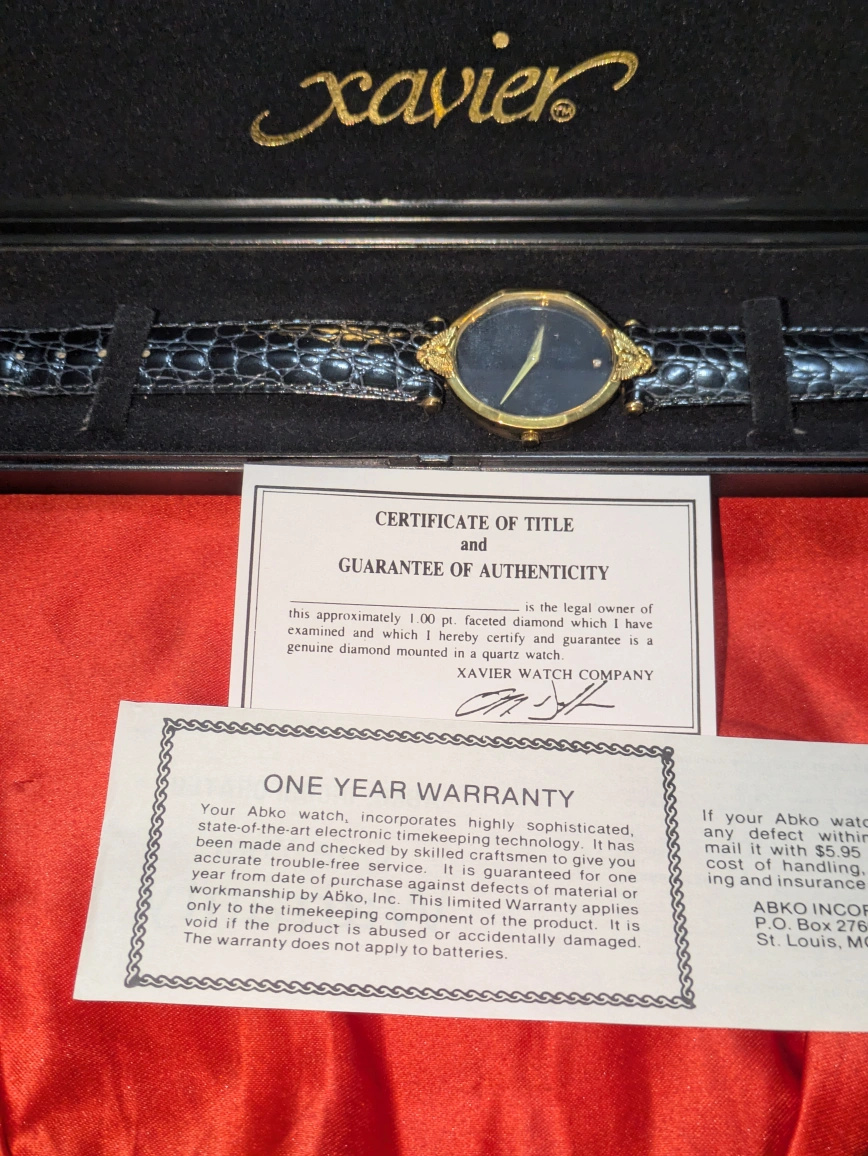 xavier™
CERTIFICATE OF TITLE
and
GUARANTEE OF AUTHENTICITY
is the legal owner of
this approximately 1.00 pt. faceted diamond which I have
examined and which I hereby certify and guarantee is a
genuine diamond mounted in a quartz watch.
XAVIER WATCH COMPANY
ONE YEAR WARRANTY
Your Abko watch, incorporates highly sophisticated,
state-of-the-art electronic timekeeping technology. It has
been made and checked by skilled craftsmen to give you
accurate trouble-free service. It is guaranteed for one
year from date of purchase against defects of material or
workmanship by Abko, Inc. This limited Warranty applies
only to the timekeeping component of the product. It is
void if the product is abused or accidentally damaged.
The warranty does not apply to batteries.
If your Abko watc
any defect within
mail it with $5.95
cost of handling,
ing and insurance
ABKO INCOR
P.O. Box 276
St. Louis, MO